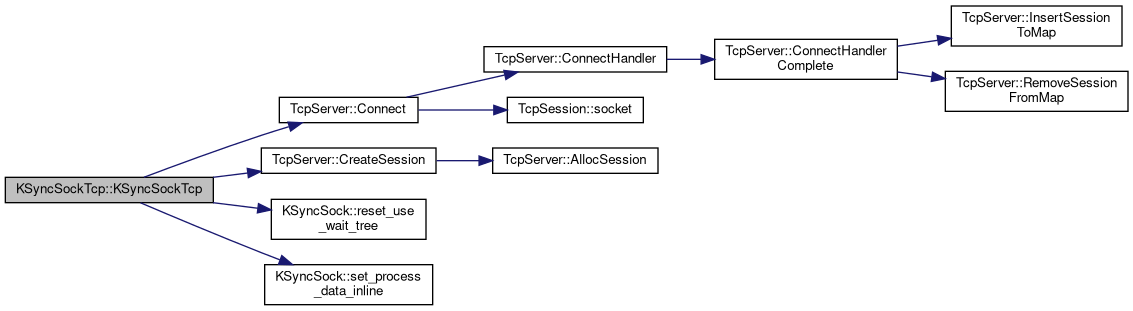 KSyncSockTcp::KSyncSockTcp
TcpServer::Connect
TcpServer::ConnectHandler
TcpServer::ConnectHandler
Complete
TcpServer::InsertSession
ToMap
TcpServer::RemoveSession
FromMap
TcpSession::socket
TcpServer::CreateSession
TcpServer::AllocSession
KSyncSock::reset_use
_wait_tree
KSyncSock::set_process
_data_inline